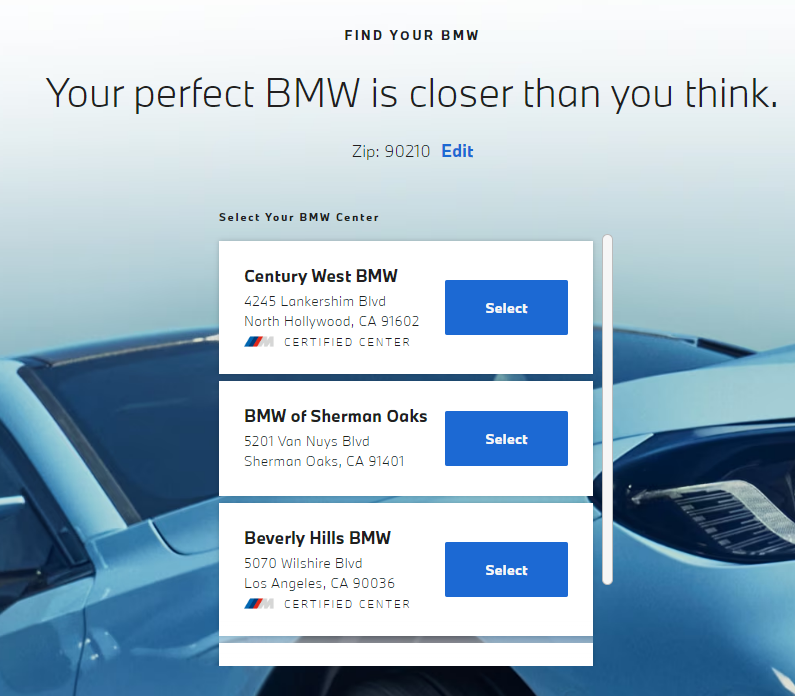 FIND YOUR BMW
Your perfect BMW is closer than you think.
Zip: 90210 Edit
Select Your BMW Center
Century West BMW
4245 Lankershim Blvd
North Hollywood, CA 91602
M CERTIFIED CENTER
Select
BMW of Sherman Oaks
5201 Van Nuys Blvd
Sherman Oaks, CA 91401
Select
Beverly Hills BMW
5070 Wilshire Blvd
Los Angeles, CA 90036
M CERTIFIED CENTER
Select